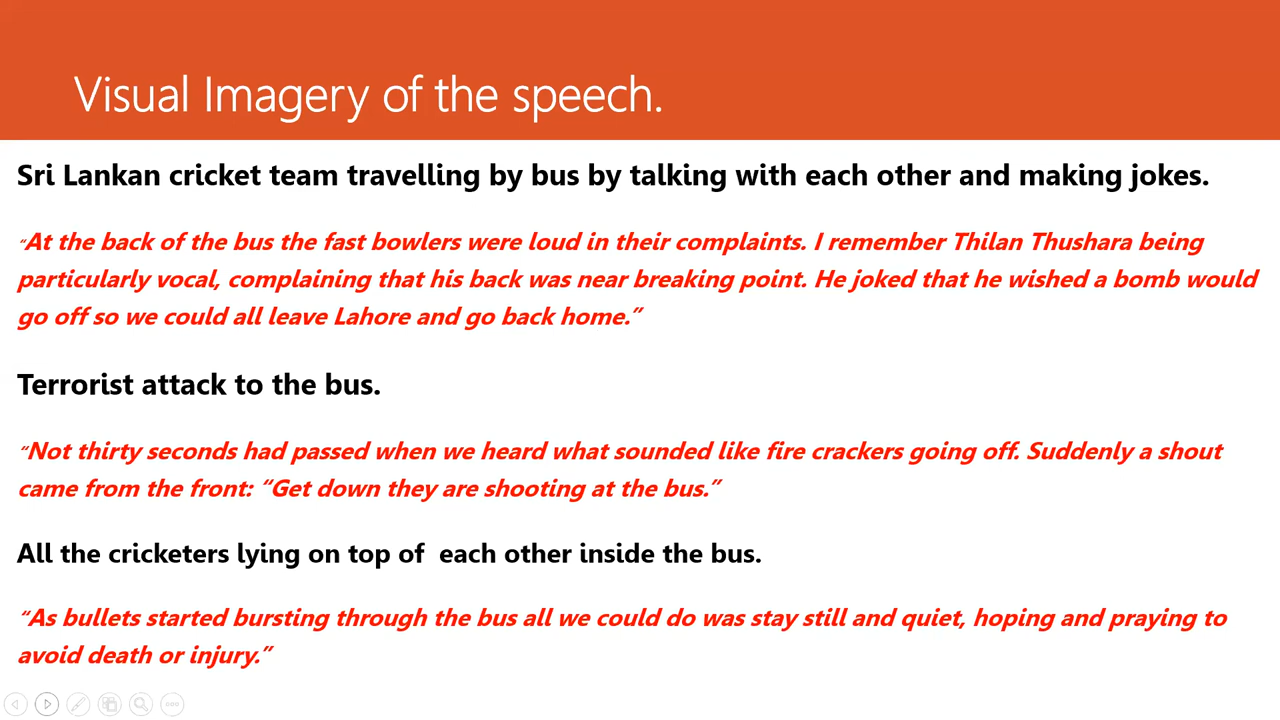 Visual Imagery of the speech.
Sri Lankan cricket team travelling by bus by talking with each other and making jokes.
“At the back of the bus the fast bowlers were loud in their complaints. I remember Thilan Thushara being
particularly vocal, complaining that his back was near breaking point. He joked that he wished a bomb would
go off so we could all leave Lahore and go back home.”
Terrorist attack to the bus.
“Not thirty seconds had passed when we heard what sounded like fire crackers going off. Suddenly a shout
came from the front: “Get down they are shooting at the bus.”
All the cricketers lying on top of  each other inside the bus.
“As bullets started bursting through the bus all we could do was stay still and quiet, hoping and praying to
avoid death or injury.”